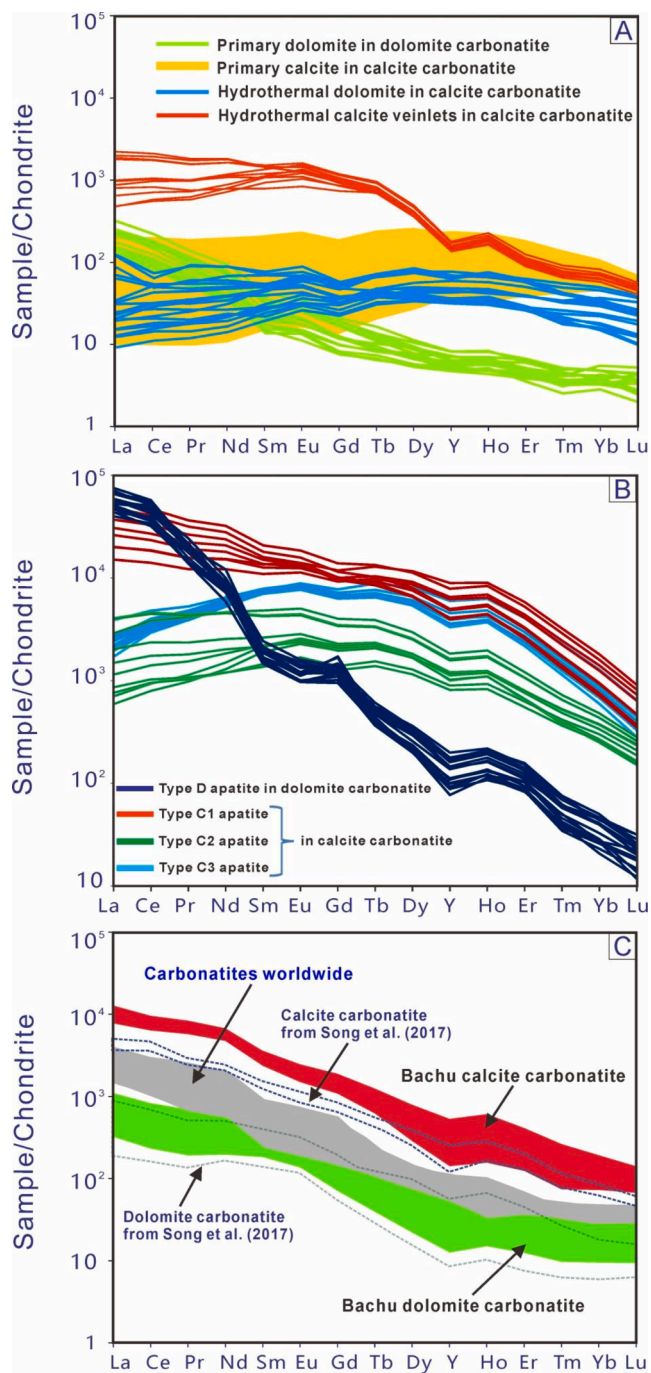 A
Primary dolomite in dolomite carbonatite
Primary calcite in calcite carbonatite
Hydrothermal dolomite in calcite carbonatite
Hydrothermal calcite veinlets in calcite carbonatite
Sample/Chondrite
10^5
10^4
10^3
10^2
10
1
La Ce Pr Nd Sm Eu Gd Tb Dy Y Ho Er Tm Yb Lu
B
Sample/Chondrite
10^5
10^4
10^3
10^2
10
Type D apatite in dolomite carbonatite
Type C1 apatite
Type C2 apatite
in calcite carbonatite
Type C3 apatite
La Ce Pr Nd Sm Eu Gd Tb Dy Y Ho Er Tm Yb Lu
C
Sample/Chondrite
10^5
10^4
10^3
10^2
10
1
Carbonatites worldwide
Calcite carbonatite
from Song et al. (2017)
Bachu calcite carbonatite
Dolomite carbonatite
from Song et al. (2017)
Bachu dolomite carbonatite
La Ce Pr Nd Sm Eu Gd Tb Dy Y Ho Er Tm Yb Lu